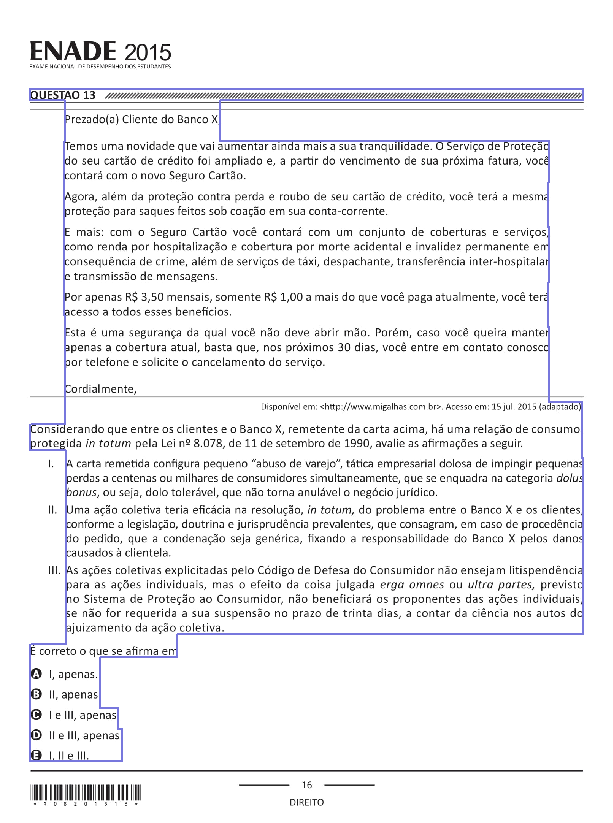 ENADE 2015
EXAME NACIONAL DE DESEMPENHO DOS ESTUDANTES
QUESTÃO 13
Prezado(a) Cliente do Banco X,
Temos uma novidade que vai aumentar ainda mais a sua tranquilidade. O Serviço de Proteção
do seu cartão de crédito foi ampliado e, a partir do vencimento de sua próxima fatura, você
contará com o novo Seguro Cartão.
Agora, além da proteção contra perda e roubo de seu cartão de crédito, você terá a mesma
proteção para saques feitos sob coação em sua conta-corrente.
E mais: com o Seguro Cartão você contará com um conjunto de coberturas e serviços,
como renda por hospitalização e cobertura por morte acidental e invalidez permanente em
consequência de crime, além de serviços de táxi, despachante, transferência inter-hospitalar
e transmissão de mensagens.
Por apenas R$ 3,50 mensais, somente R$ 1,00 a mais do que você paga atualmente, você terá
acesso a todos esses benefícios.
Esta é uma segurança da qual você não deve abrir mão. Porém, caso você queira manter
apenas a cobertura atual, basta que, nos próximos 30 dias, você entre em contato conosco
por telefone e solicite o cancelamento do serviço.
Cordialmente,
Disponível em: <http://www.migalhas.com.br>. Acesso em: 15 jul. 2015 (adaptado).
Considerando que entre os clientes e o Banco X, remetente da carta acima, há uma relação de consumo
protegida in totum pela Lei nº 8.078, de 11 de setembro de 1990, avalie as afirmações a seguir.
I. A carta remetida configura pequeno "abuso de varejo", tática empresarial dolosa de impingir pequenas
perdas a centenas ou milhares de consumidores simultaneamente, que se enquadra na categoria dolus
bonus, ou seja, dolo tolerável, que não torna anulável o negócio jurídico.
II. Uma ação coletiva teria eficácia na resolução, in totum, do problema entre o Banco X e os clientes,
conforme a legislação, doutrina e jurisprudência prevalentes, que consagram, em caso de procedência
do pedido, que a condenação seja genérica, fixando a responsabilidade do Banco X pelos danos
causados à clientela.
III. As ações coletivas explicitadas pelo Código de Defesa do Consumidor não ensejam litispendência
para as ações individuais, mas o efeito da coisa julgada erga omnes ou ultra partes, previsto
no Sistema de Proteção ao Consumidor, não beneficiará os proponentes das ações individuais,
se não for requerida a sua suspensão no prazo de trinta dias, a contar da ciência nos autos do
ajuizamento da ação coletiva.
É correto o que se afirma em
A I, apenas.
B II, apenas.
C I e III, apenas.
D II e III, apenas.
E I, II e III.
16
DIREITO